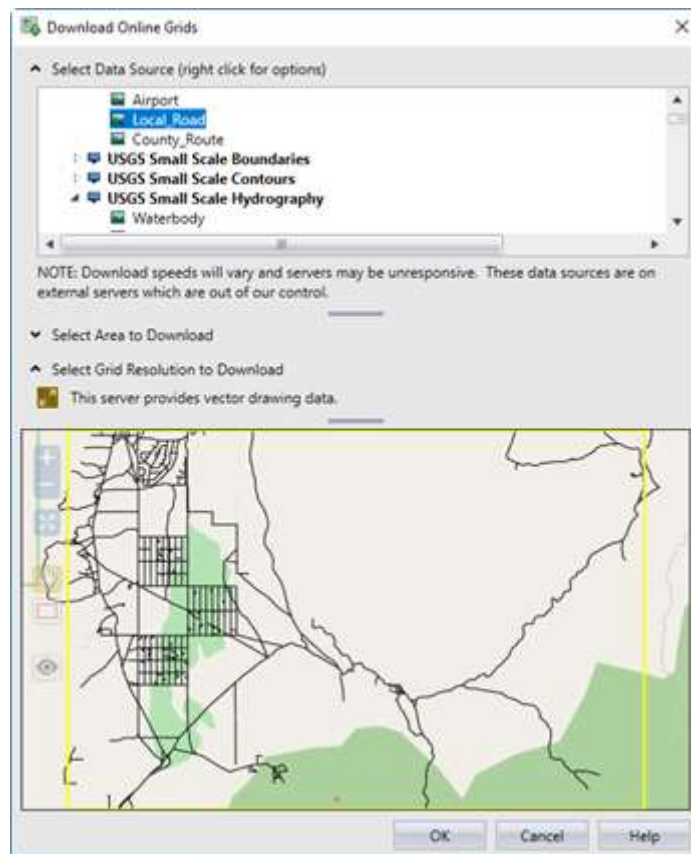 Download Online Grids
Select Data Source (right click for options)
Airport
Local_Road
County_Route
USGS Small Scale Boundaries
USGS Small Scale Contours
USGS Small Scale Hydrography
Waterbody
NOTE: Download speeds will vary and servers may be unresponsive. These data sources are on
external servers which are out of our control.
Select Area to Download
Select Grid Resolution to Download
This server provides vector drawing data.
OK Cancel Help